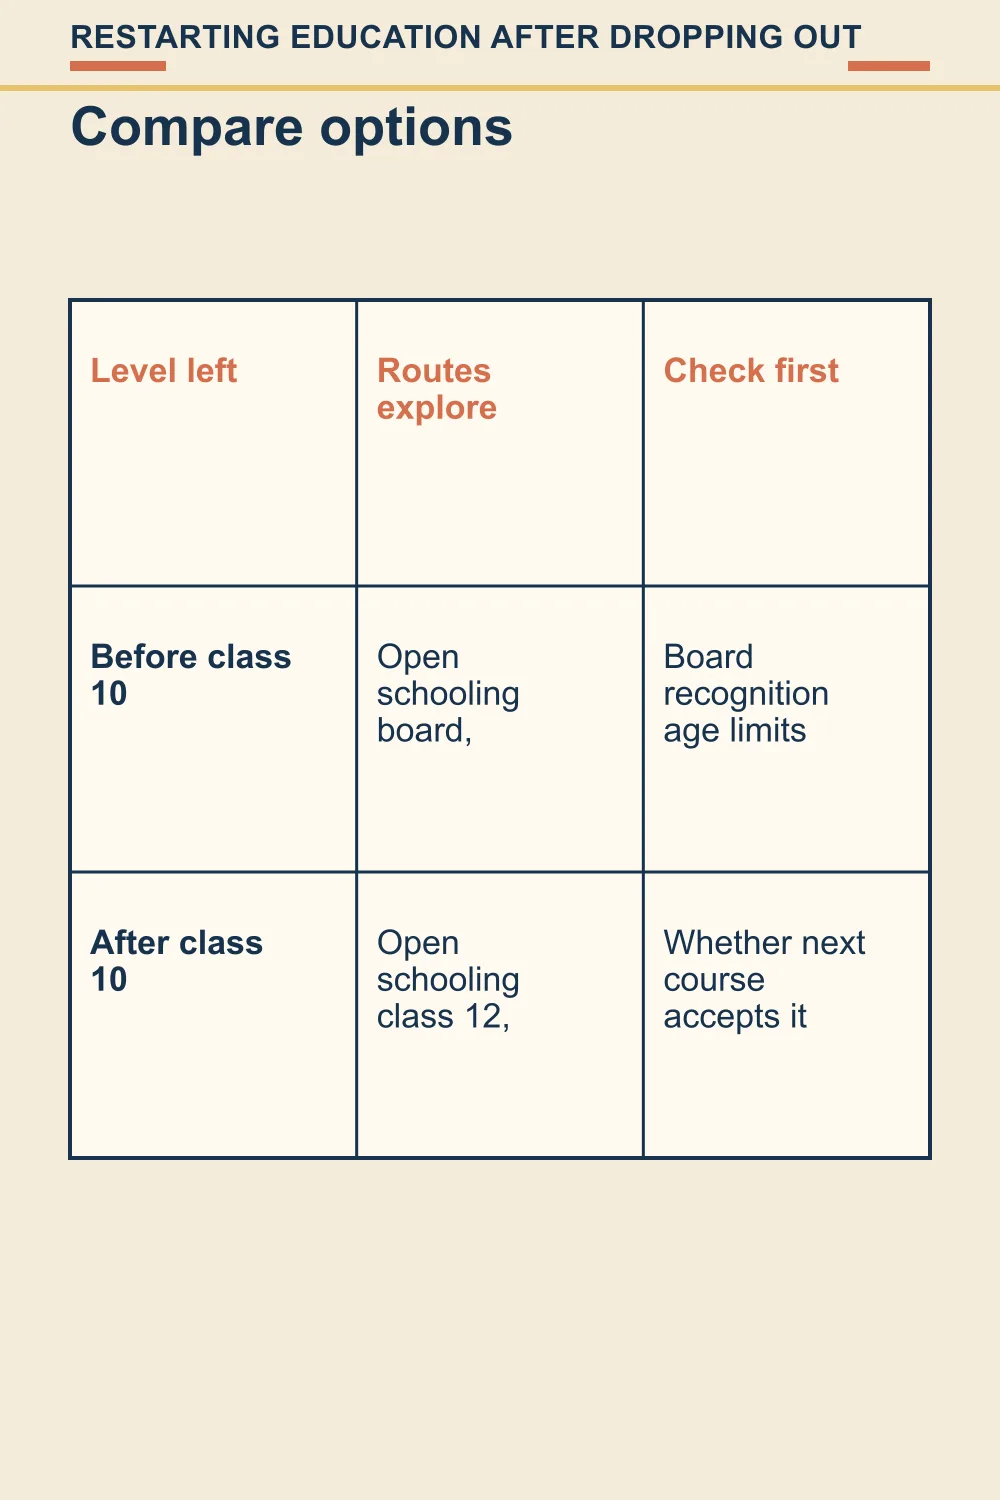 RESTARTING EDUCATION AFTER DROPPING OUT
Compare options
Level left
Routes
explore
Check first
Before class
10
Open
schooling
board,
Board
recognition
age limits
After class
10
Open
schooling
class 12,
Whether next
course
accepts it